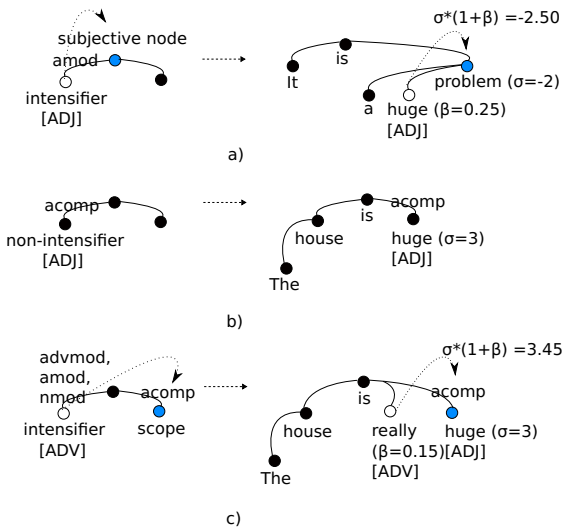 σ*(1+β) =-2.50
subjective node
amod
is
It
problem (σ=-2)
intensifier
[ADJ]
a
huge (β=0.25)
[ADJ]
a)
acomp
acomp
is
non-intensifier
[ADJ]
house
huge (σ=3)
[ADJ]
The
b)
advmod,
amod,
nmod
σ*(1+β) =3.45
acomp
acomp
is
intensifier
[ADV]
scope
house
really
(β=0.15)
[ADV]
huge (σ=3)
[ADJ]
The
c)